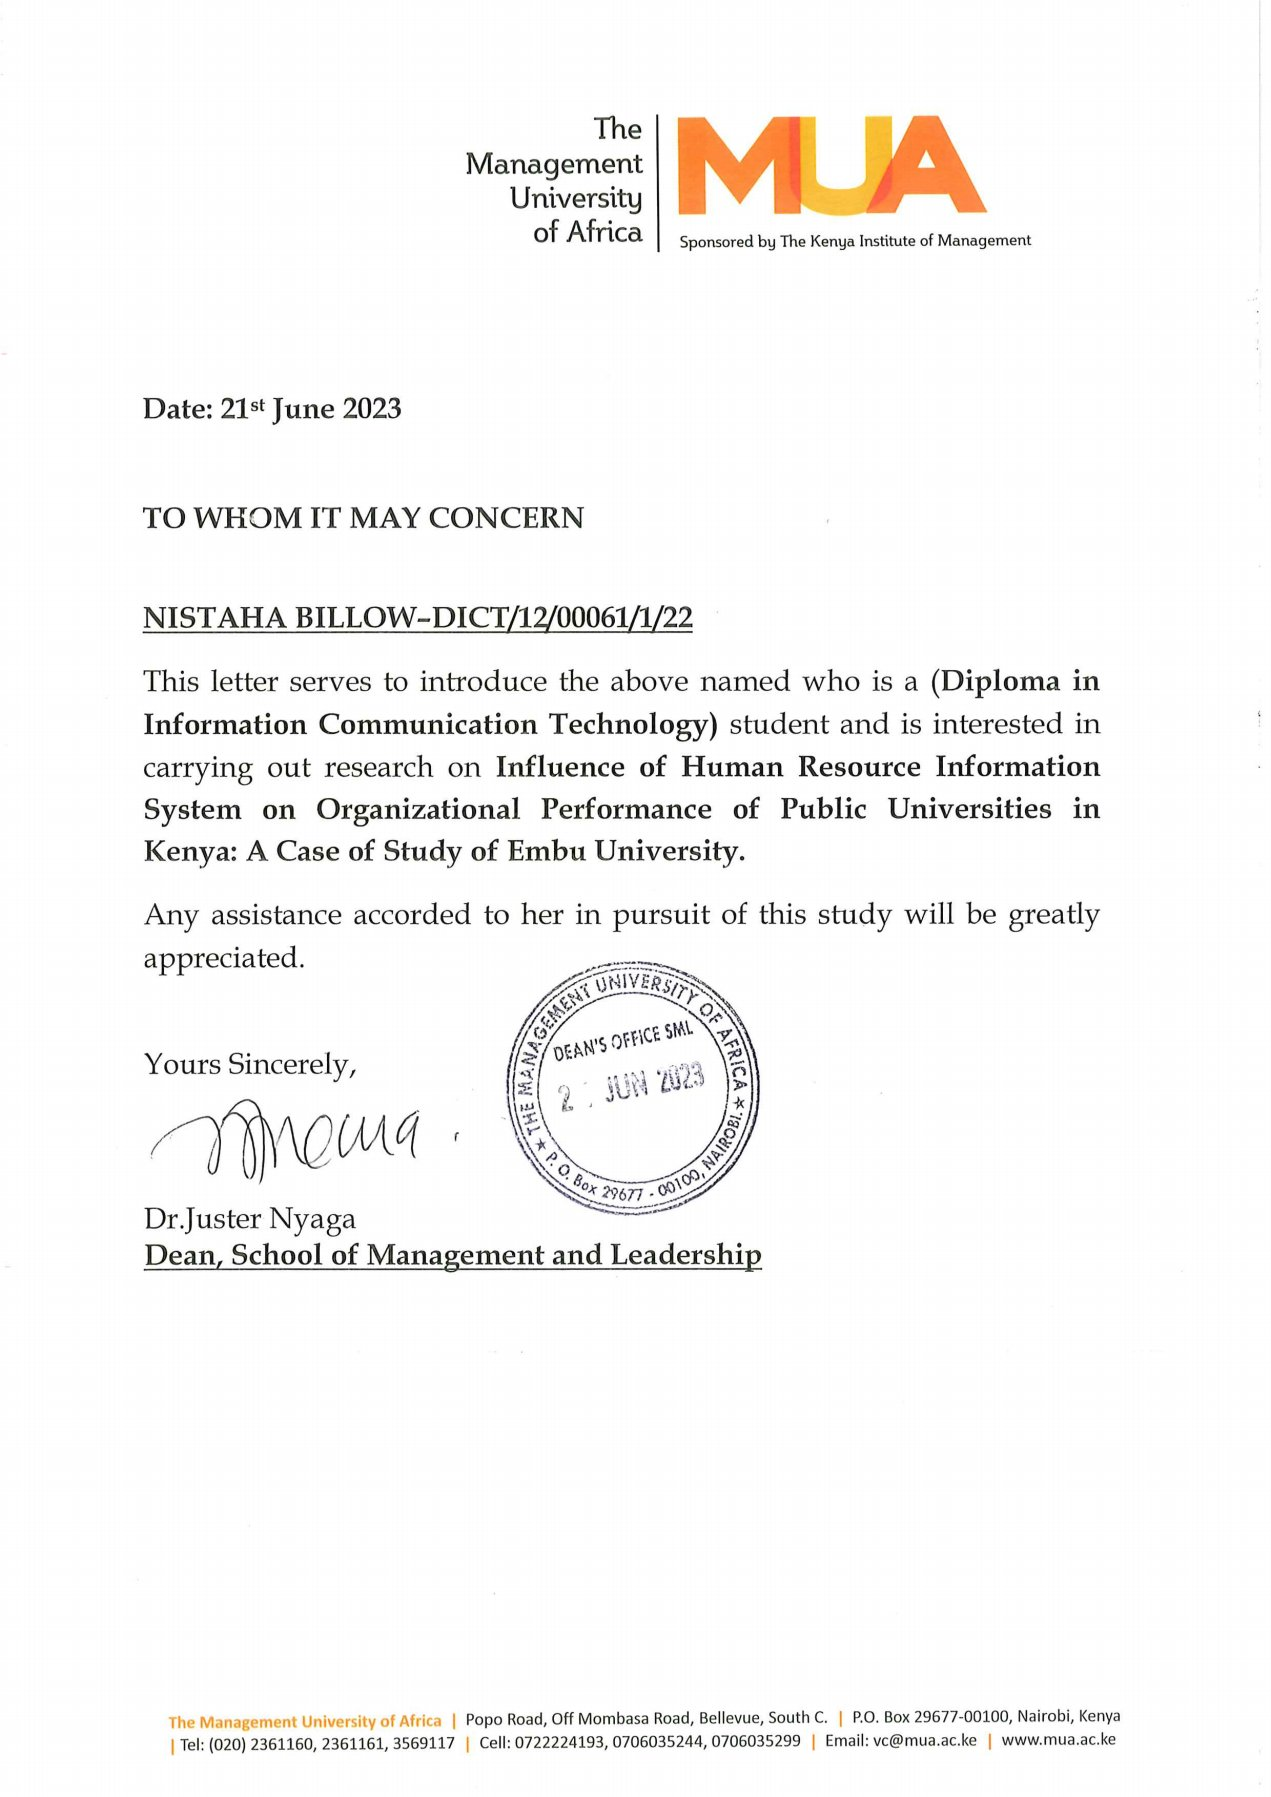 The
Management
University
of Africa
MUA
Sponsored by The Kenya Institute of Management
Date: 21st June 2023
TO WHOM IT MAY CONCERN
NISTAHA BILLOW–DICT/12/00061/1/22
This letter serves to introduce the above named who is a (Diploma in
Information Communication Technology) student and is interested in
carrying out research on Influence of Human Resource Information
System on Organizational Performance of Public Universities in
Kenya: A Case of Study of Embu University.
Any assistance accorded to her in pursuit of this study will be greatly
appreciated.
Yours Sincerely,
THE MANAGEMENT UNIVERSITY OF AFRICA
DEAN'S OFFICE SML
JUN 2023
P. O. Box 29677 - 00100, NAIROBI.
Dr.Juster Nyaga
Dean, School of Management and Leadership
The Management University of Africa | Popo Road, Off Mombasa Road, Bellevue, South C. | P.O. Box 29677-00100, Nairobi, Kenya
| Tel: (020) 2361160, 2361161, 3569117 | Cell: 0722224193, 0706035244, 0706035299 | Email: vc@mua.ac.ke | www.mua.ac.ke